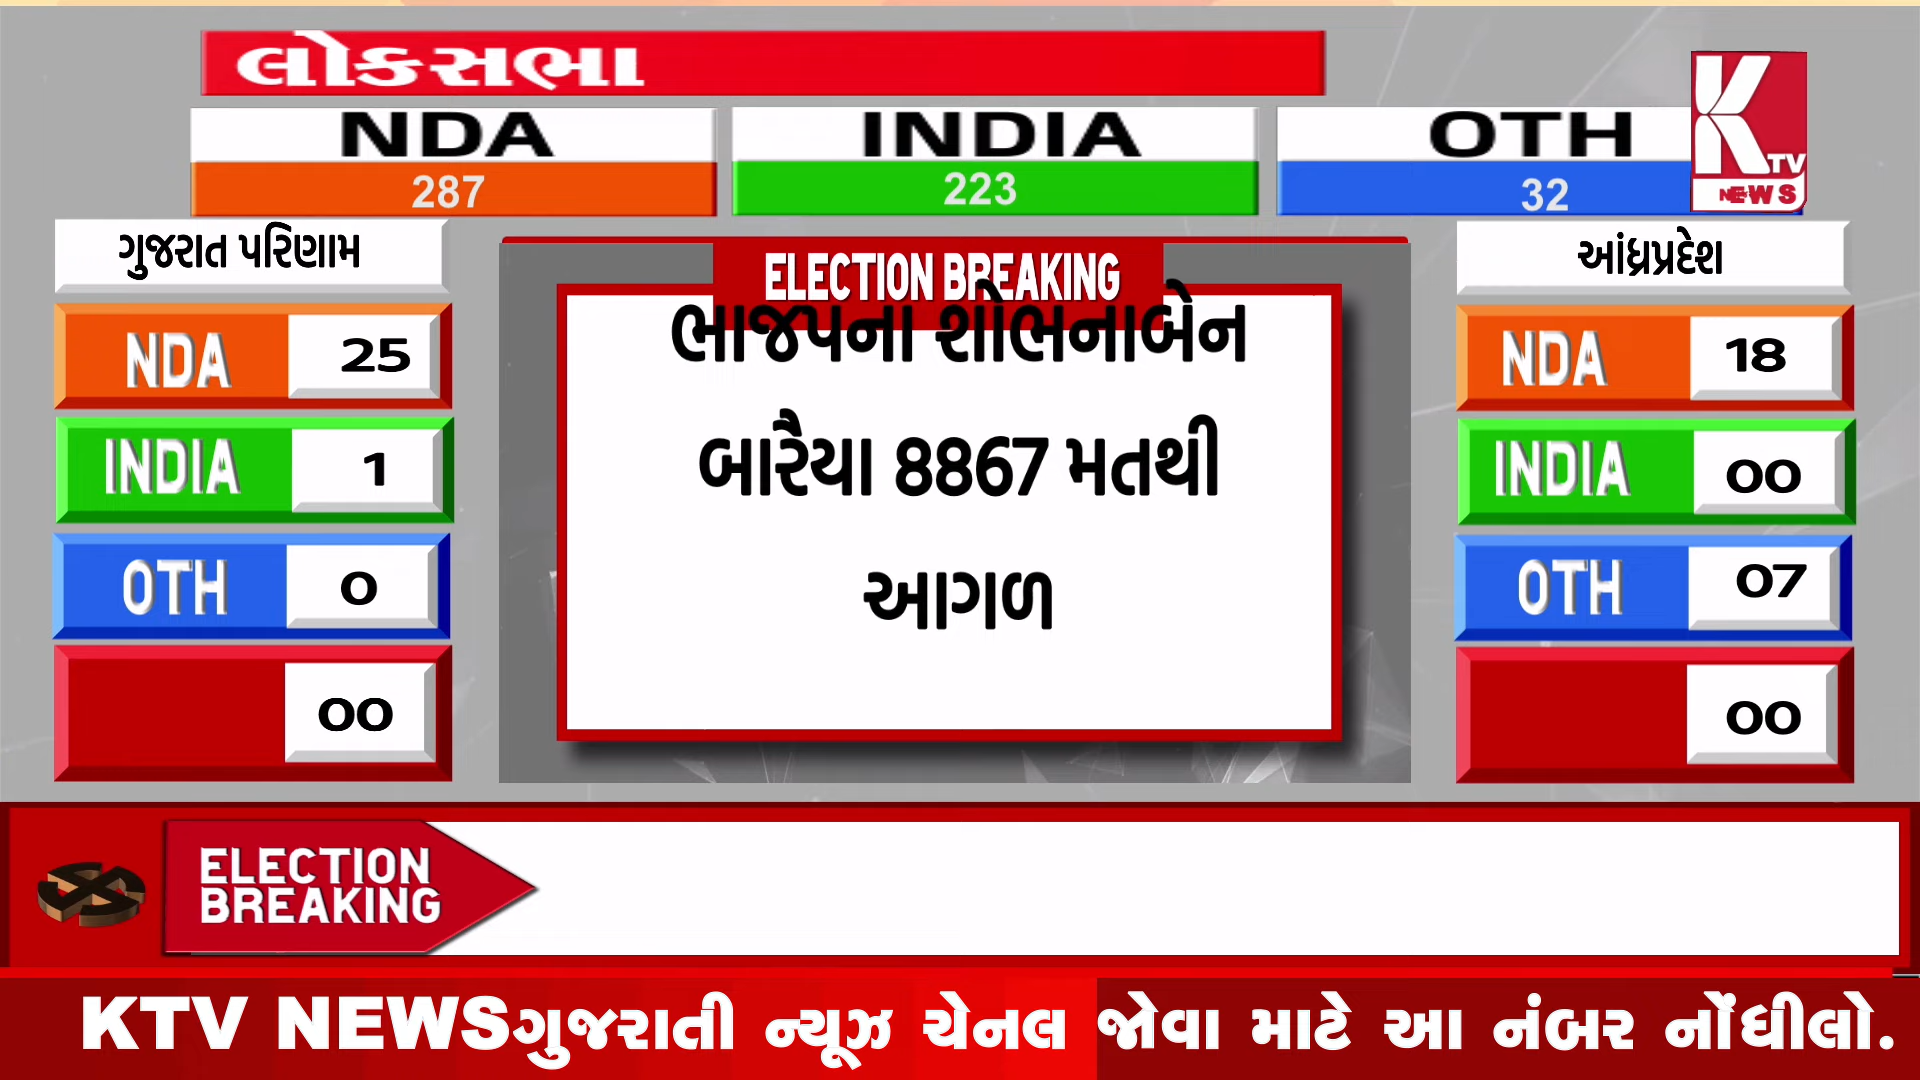 લોકસભા
NDA
287
INDIA
223
OTH
32
K
TV
NEWS
ગુજરાત પરિણામ
NDA 25
INDIA 1
OTH 0
00
ELECTION BREAKING
ભાજપના શોભનાબેન
બારૈયા 8867 મતથી
આગળ
આંધ્રપ્રદેશ
NDA 18
INDIA 00
OTH 07
00
ELECTION
BREAKING
KTV NEWSગુજરાતી ન્યૂઝ ચેનલ જોવા માટે આ નંબર નોંધીલો.